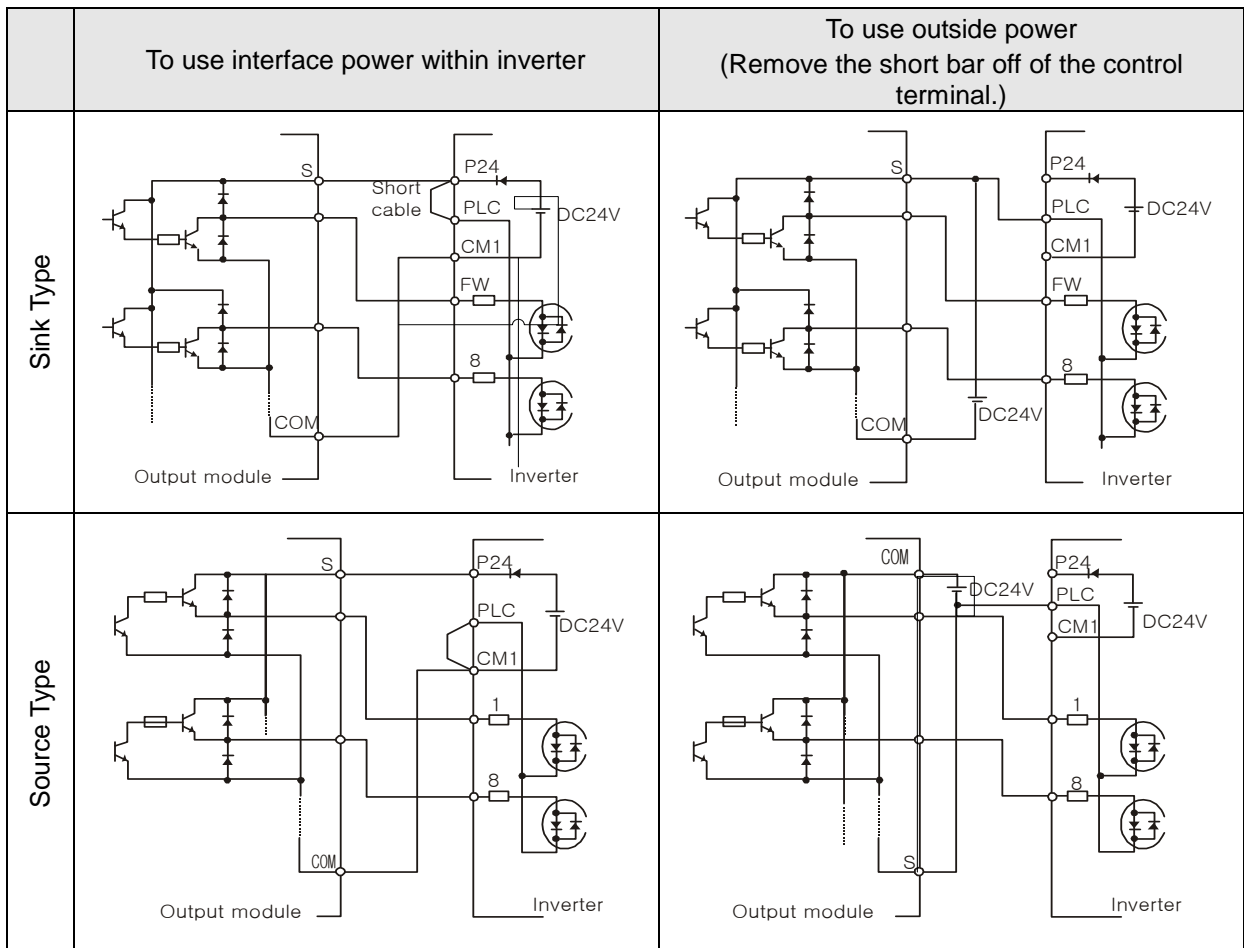 To use interface power within inverter
To use outside power
(Remove the short bar off of the control
terminal.)
Sink Type
S
Short
cable
P24
PLC
DC24V
CM1
FW
8
COM
Output module
Inverter
S
P24
PLC
DC24V
CM1
FW
8
DC24V
COM
Output module
Inverter
Source Type
S
P24
PLC
DC24V
CM1
1
8
COM
Output module
Inverter
COM
P24
DC24V
PLC
DC24V
CM1
1
8
S
Output module
Inverter